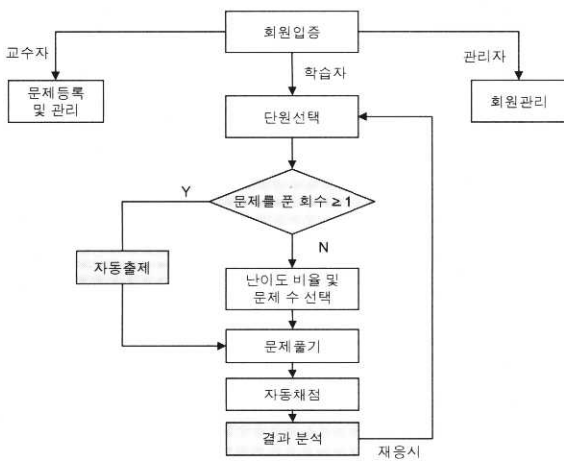 회원입증
교수자
학습자
관리자
문제등록
및 관리
단원선택
회원관리
문제를 푼 회수 ≥ 1
Y
N
자동출제
난이도 비율 및
문제 수 선택
문제풀기
자동채점
결과 분석
재응시